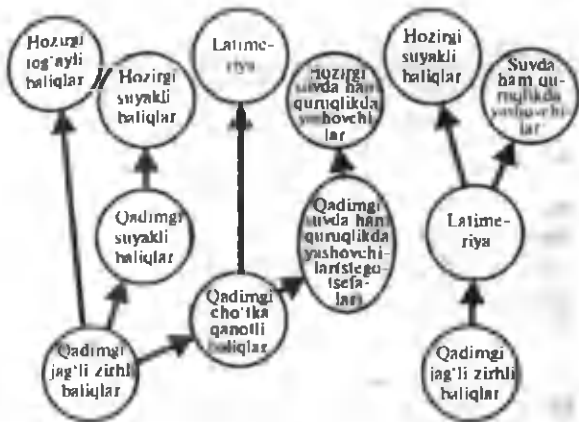 Hozirgi
tog'ayli
baliqlar
Hozirgi
suyakli
baliqlar
Latime-
riya
Hozirgi
suvda ham
quruqlikda
yashovchi-
lar
Hozirgi
suyakli
baliqlar
Suvda
ham qu-
ruqlikda
yashovchi-
lar
Qadimgi
suyakli
baliqlar
Qadimgi
suvda ham
quruqlikda
yashovchi-
lar(stego-
tsefa-
lar)
Latime-
riya
Qadimgi
jag'li zirhli
baliqlar
Qadimgi
cho'tka
qanotli
baliqlar
Qadimgi
jag'li zirhli
baliqlar